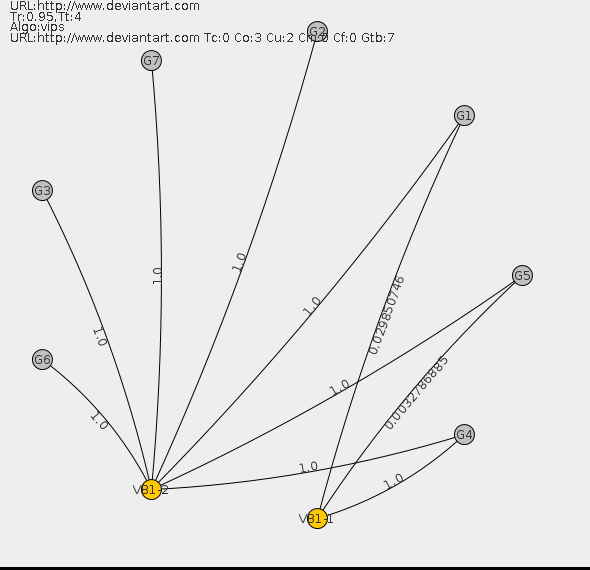 URL:http://www.deviantart.com
Tr:0.95,Tt:4
Algo:vips
URL:http://www.deviantart.com Tc:0 Co:3 Cu:2 Cm:0 Cf:0 Gtb:7
G2
G7
G1
G3
1.0
1.0
G5
1.0
0.029850746
1.0
G6
1.0
1.0
0.0032786885
G4
1.0
1.0
VB1-2
VB1-1